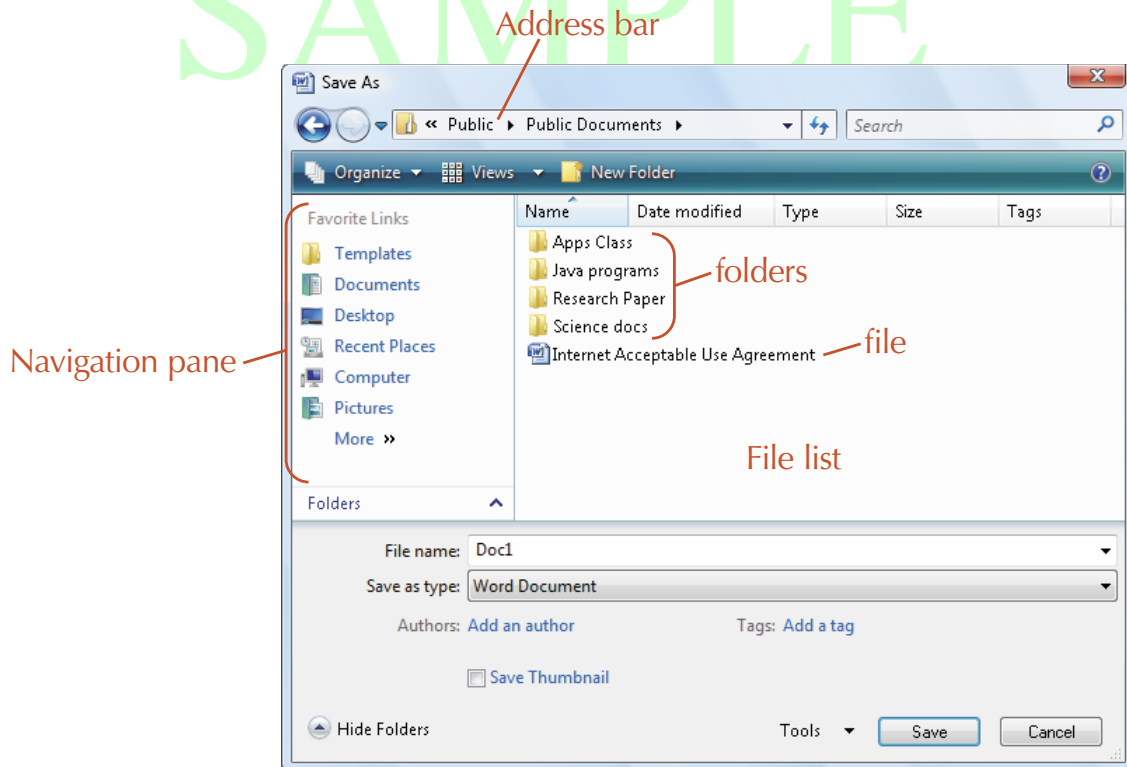 SAMPLE
Address bar
Save As
« Public Public Documents Search
Organize Views New Folder
Favorite Links
Templates
Documents
Desktop
Recent Places
Computer
Pictures
More »
Folders
Navigation pane
Name Date modified Type Size Tags
Apps Class
Java programs
Research Paper
Science docs
Internet Acceptable Use Agreement
folders
file
File list
File name: Doc1
Save as type: Word Document
Authors: Add an author Tags: Add a tag
Save Thumbnail
Hide Folders Tools Save Cancel